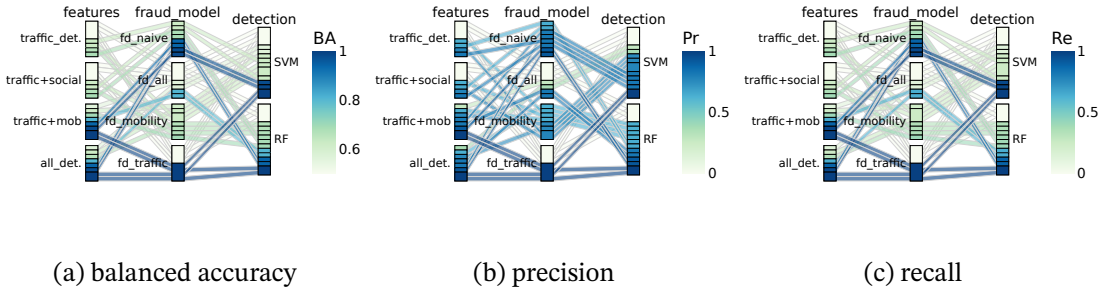 features fraud_model detection
traffic_det. fd_naive BA
1
SVM
traffic+social fd_all
0.8
traffic+mob fd_mobility RF
0.6
all_det. fd_traffic
(a) balanced accuracy
features fraud_model detection
traffic_det. fd_naive Pr
1
SVM
traffic+social fd_all
0.5
traffic+mob fd_mobility RF
all_det. fd_traffic
0
(b) precision
features fraud_model detection
traffic_det. fd_naive Re
1
SVM
traffic+social fd_all
0.5
traffic+mob fd_mobility RF
all_det. fd_traffic
0
(c) recall